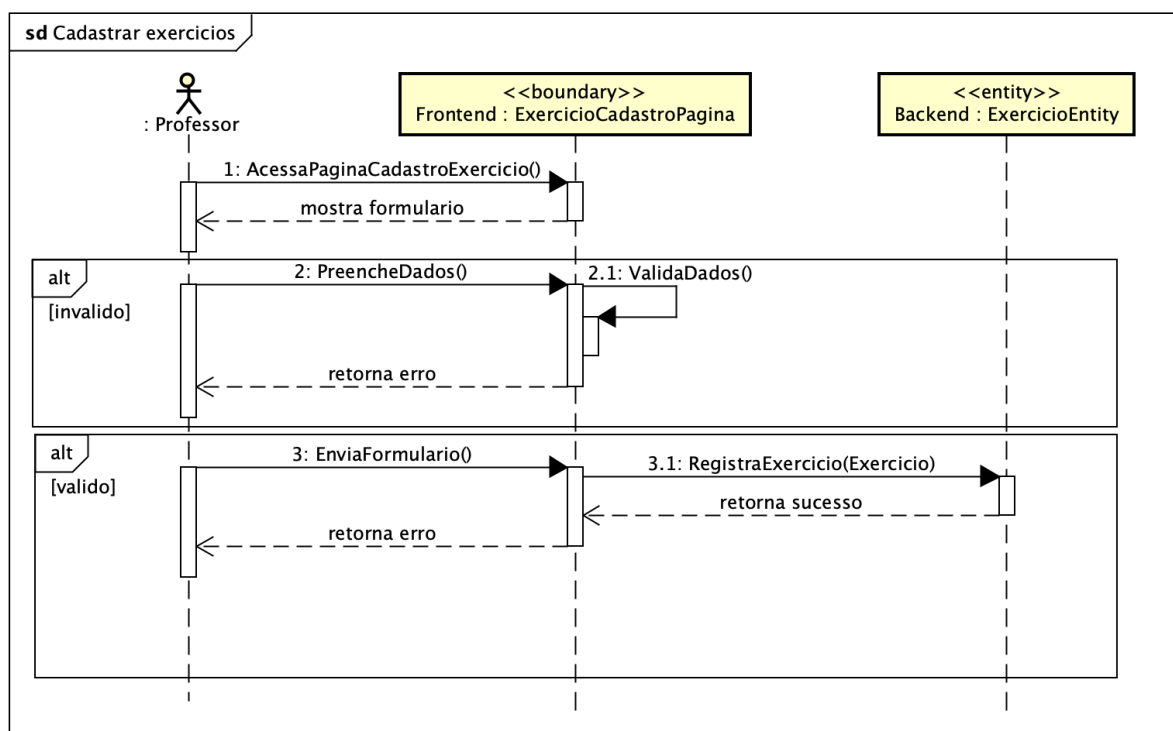 sd Cadastrar exercicios
: Professor
<<boundary>>
Frontend : ExercicioCadastroPagina
<<entity>>
Backend : ExercicioEntity
1: AcessaPaginaCadastroExercicio()
mostra formulario
alt
[invalido]
2: PreencheDados()
2.1: ValidaDados()
retorna erro
alt
[valido]
3: EnviaFormulario()
3.1: RegistraExercicio(Exercicio)
retorna sucesso
retorna erro